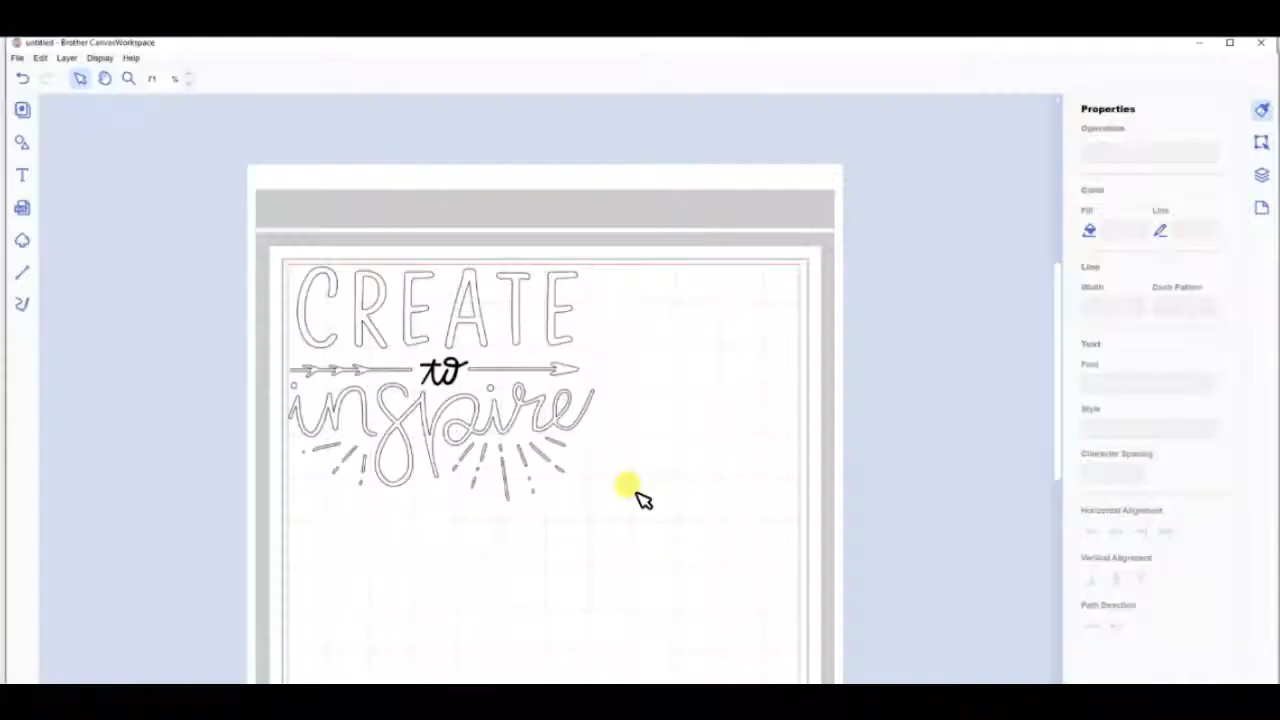 untitled - Brother CanvasWorkspace
File Edit Layer Display Help
71 %
Properties
Operation
Color
Fill Line
Line
Width Dash Pattern
Text
Font
Style
Character Spacing
Horizontal Alignment
Vertical Alignment
Path Direction
CREATE
to
inspire